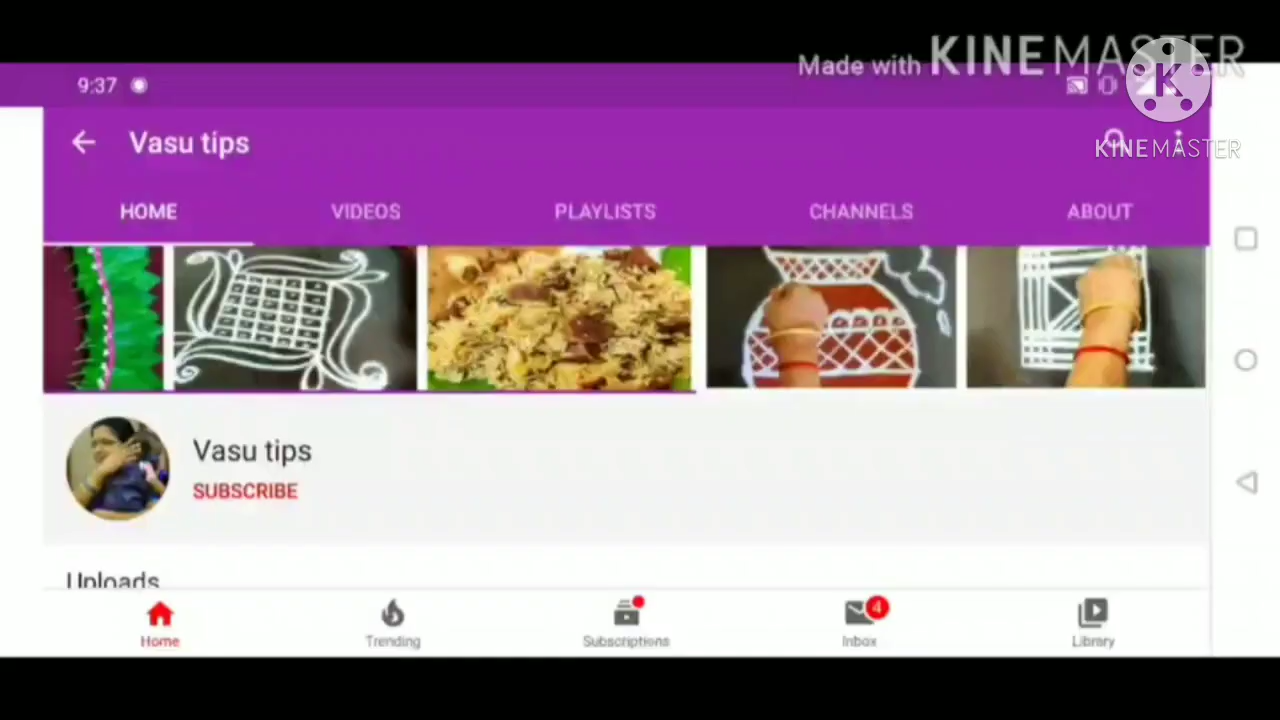 Made with KINEMASTER
K
KINEMASTER
9:37
Vasu tips
HOME VIDEOS PLAYLISTS CHANNELS ABOUT
Vasu tips
SUBSCRIBE
Uploads
4
Home Trending Subscriptions Inbox Library